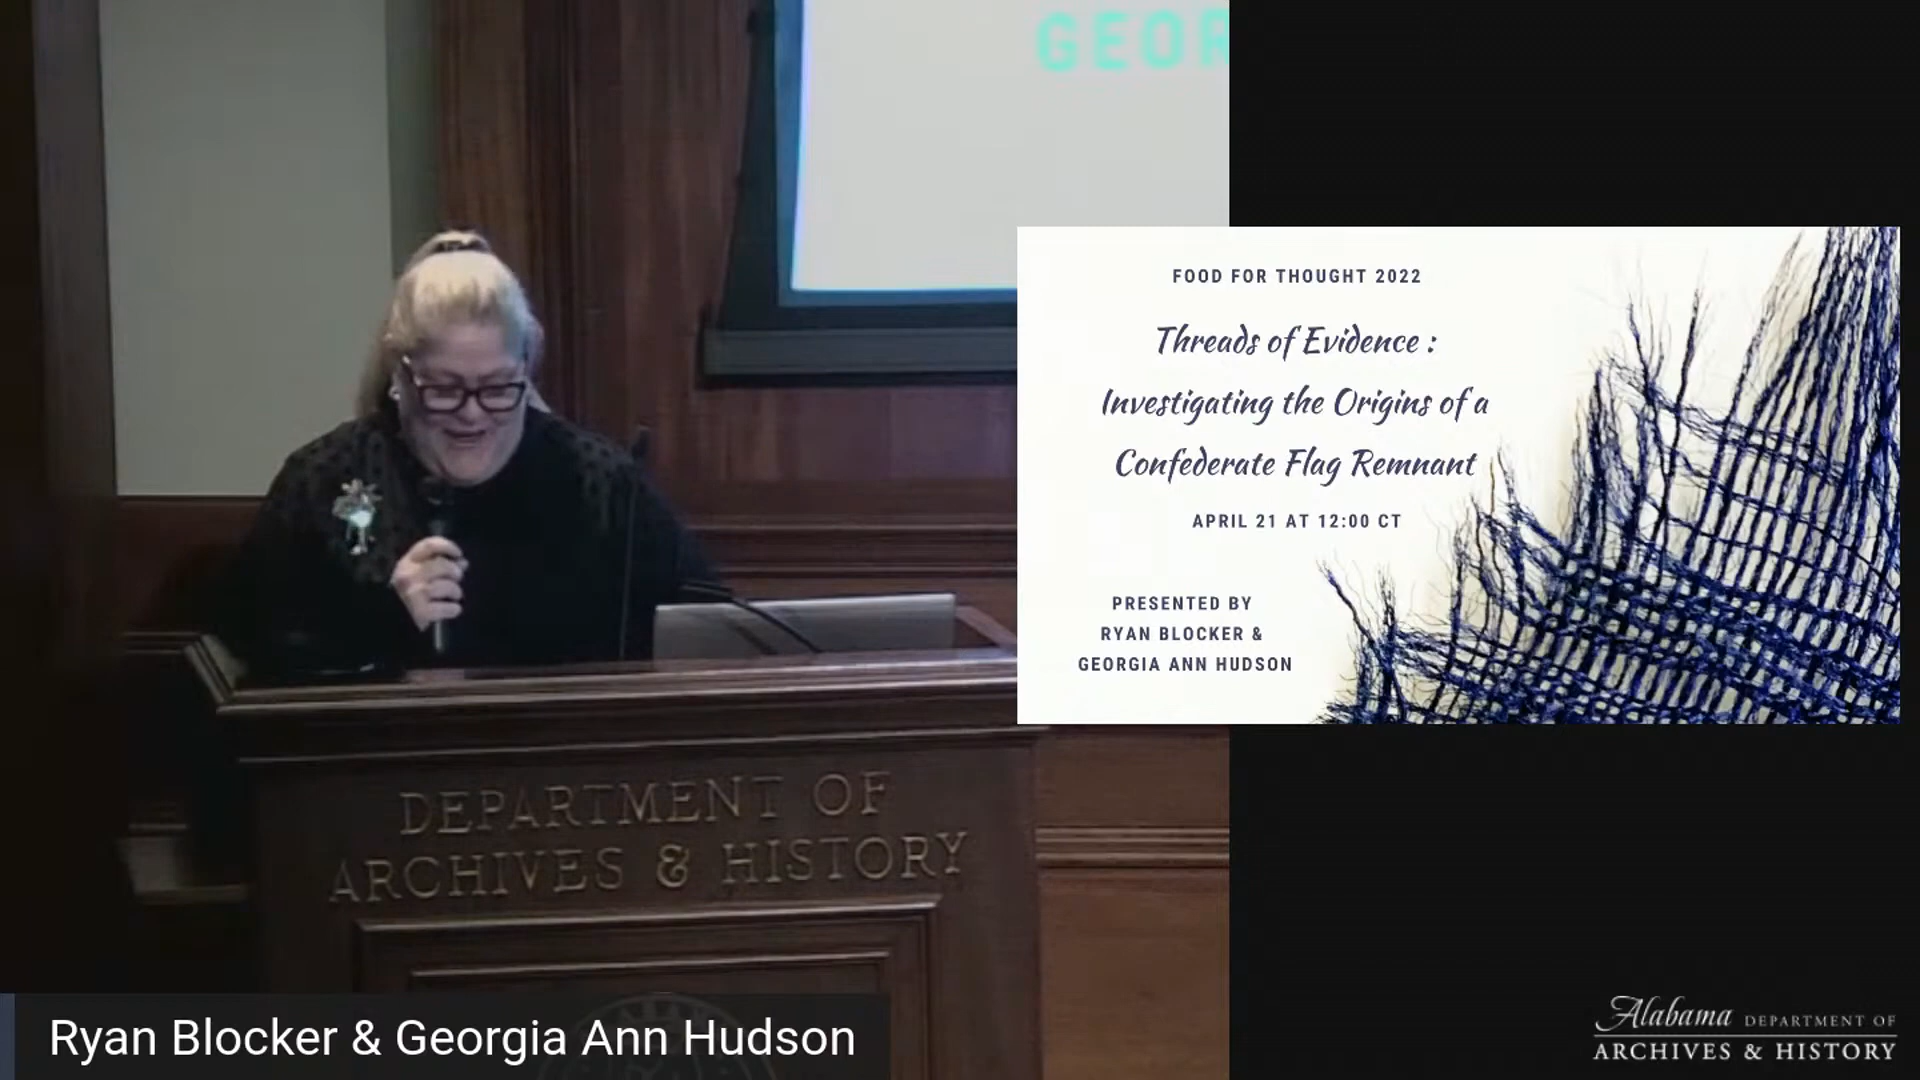 GEOR
FOOD FOR THOUGHT 2022
Threads of Evidence :
Investigating the Origins of a
Confederate Flag Remnant
APRIL 21 AT 12:00 CT
PRESENTED BY
RYAN BLOCKER &
GEORGIA ANN HUDSON
DEPARTMENT OF
ARCHIVES & HISTORY
Ryan Blocker & Georgia Ann Hudson
Alabama DEPARTMENT OF
ARCHIVES & HISTORY